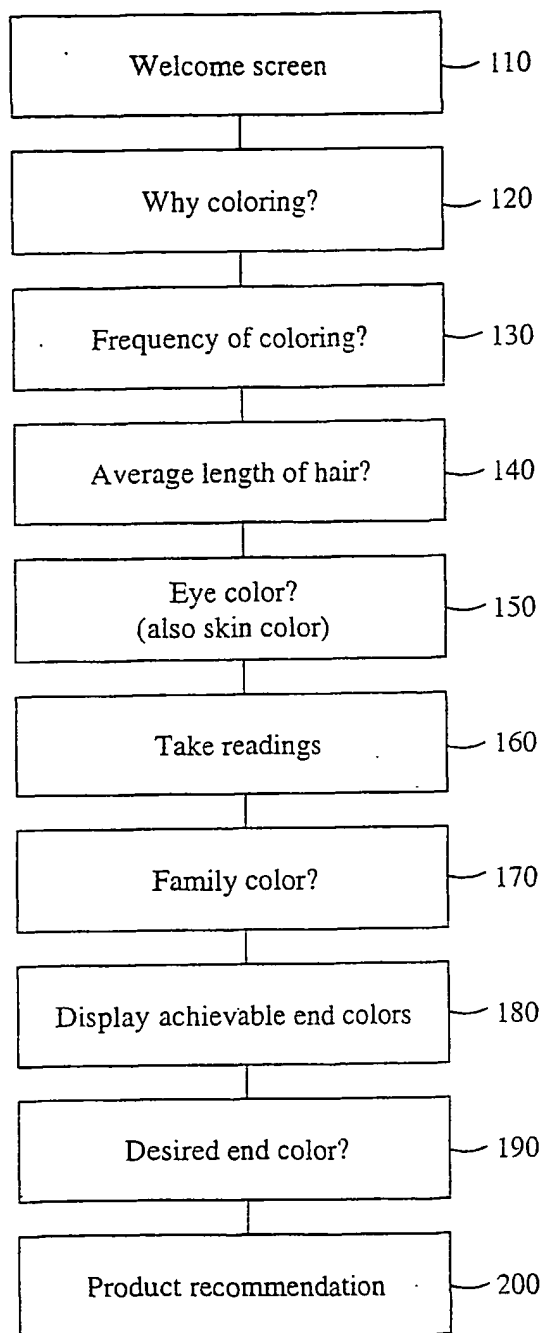 Welcome screen 110
Why coloring? 120
Frequency of coloring? 130
Average length of hair? 140
Eye color?
(also skin color) 150
Take readings 160
Family color? 170
Display achievable end colors 180
Desired end color? 190
Product recommendation 200